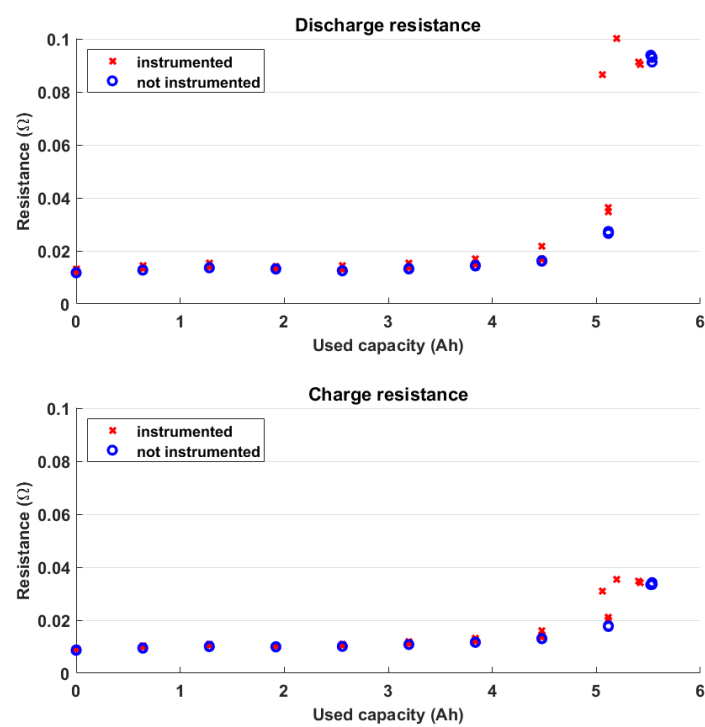 Discharge resistance
0.1
0.08
0.06
0.04
0.02
0
Resistance (Ω)
instrumented
not instrumented
0 1 2 3 4 5 6
Used capacity (Ah)
Charge resistance
0.1
0.08
0.06
0.04
0.02
0
Resistance (Ω)
instrumented
not instrumented
0 1 2 3 4 5 6
Used capacity (Ah)